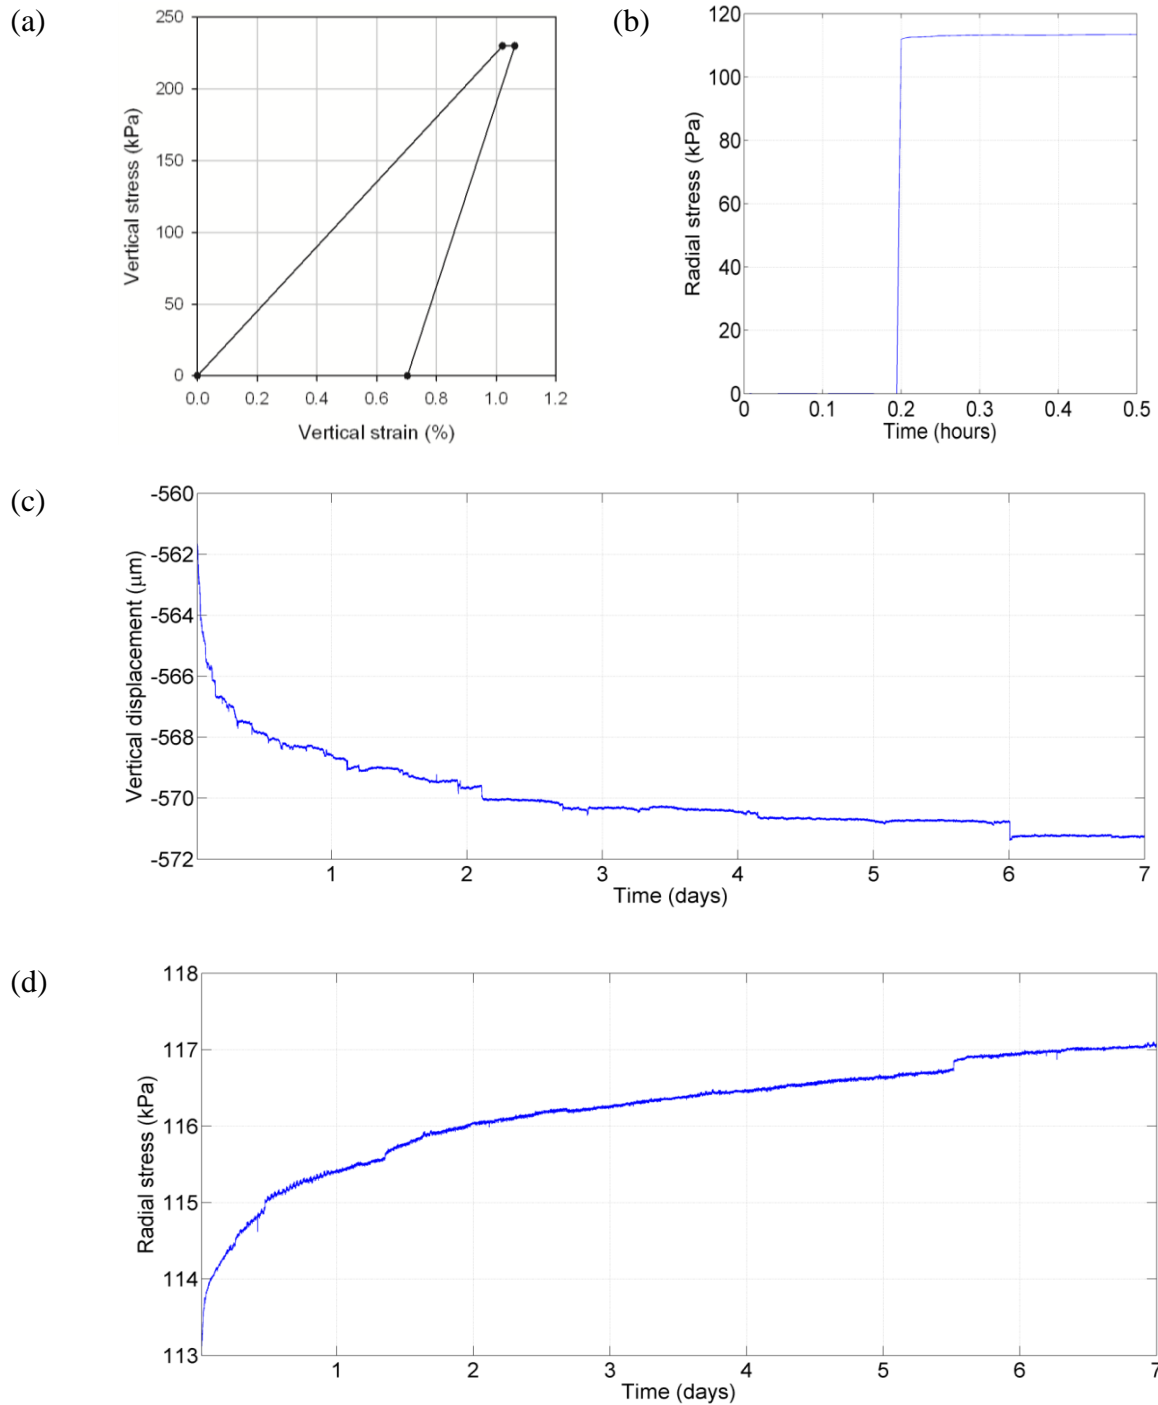 (a)
250
200
150
100
50
0
Vertical stress (kPa)
0.0 0.2 0.4 0.6 0.8 1.0 1.2
Vertical strain (%)
(b)
120
100
80
60
40
20
0
Radial stress (kPa)
0 0.1 0.2 0.3 0.4 0.5
Time (hours)
(c)
-560
-562
-564
-566
-568
-570
-572
Vertical displacement (μm)
1 2 3 4 5 6 7
Time (days)
(d)
118
117
116
115
114
113
Radial stress (kPa)
1 2 3 4 5 6 7
Time (days)